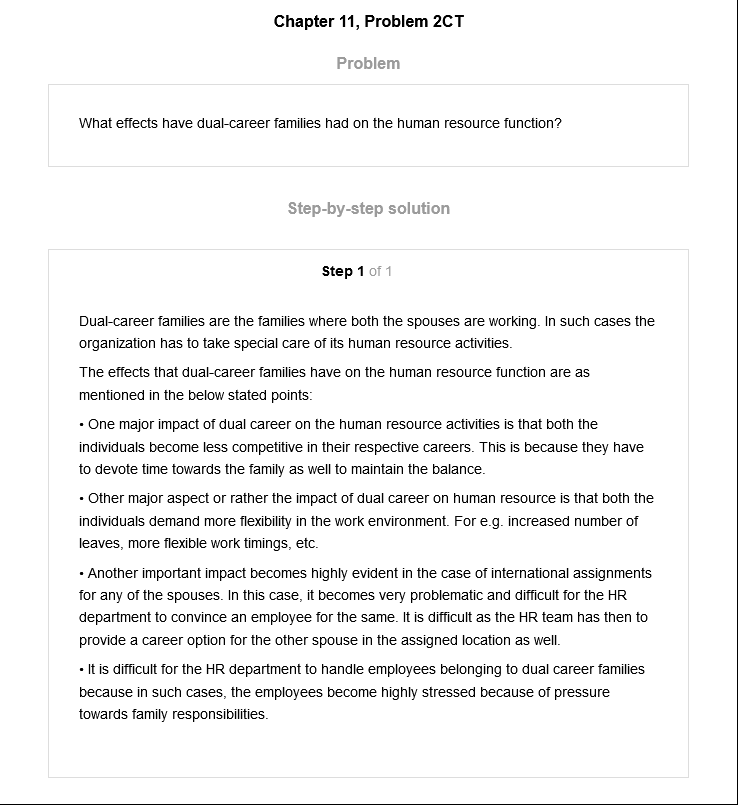 Chapter 11, Problem 2CT
Problem
What effects have dual-career families had on the human resource function?
Step-by-step solution
Step 1 of 1
Dual-career families are the families where both the spouses are working. In such cases the
organization has to take special care of its human resource activities.
The effects that dual-career families have on the human resource function are as
mentioned in the below stated points:
• One major impact of dual career on the human resource activities is that both the
individuals become less competitive in their respective careers. This is because they have
to devote time towards the family as well to maintain the balance.
• Other major aspect or rather the impact of dual career on human resource is that both the
individuals demand more flexibility in the work environment. For e.g. increased number of
leaves, more flexible work timings, etc.
• Another important impact becomes highly evident in the case of international assignments
for any of the spouses. In this case, it becomes very problematic and difficult for the HR
department to convince an employee for the same. It is difficult as the HR team has then to
provide a career option for the other spouse in the assigned location as well.
• It is difficult for the HR department to handle employees belonging to dual career families
because in such cases, the employees become highly stressed because of pressure
towards family responsibilities.